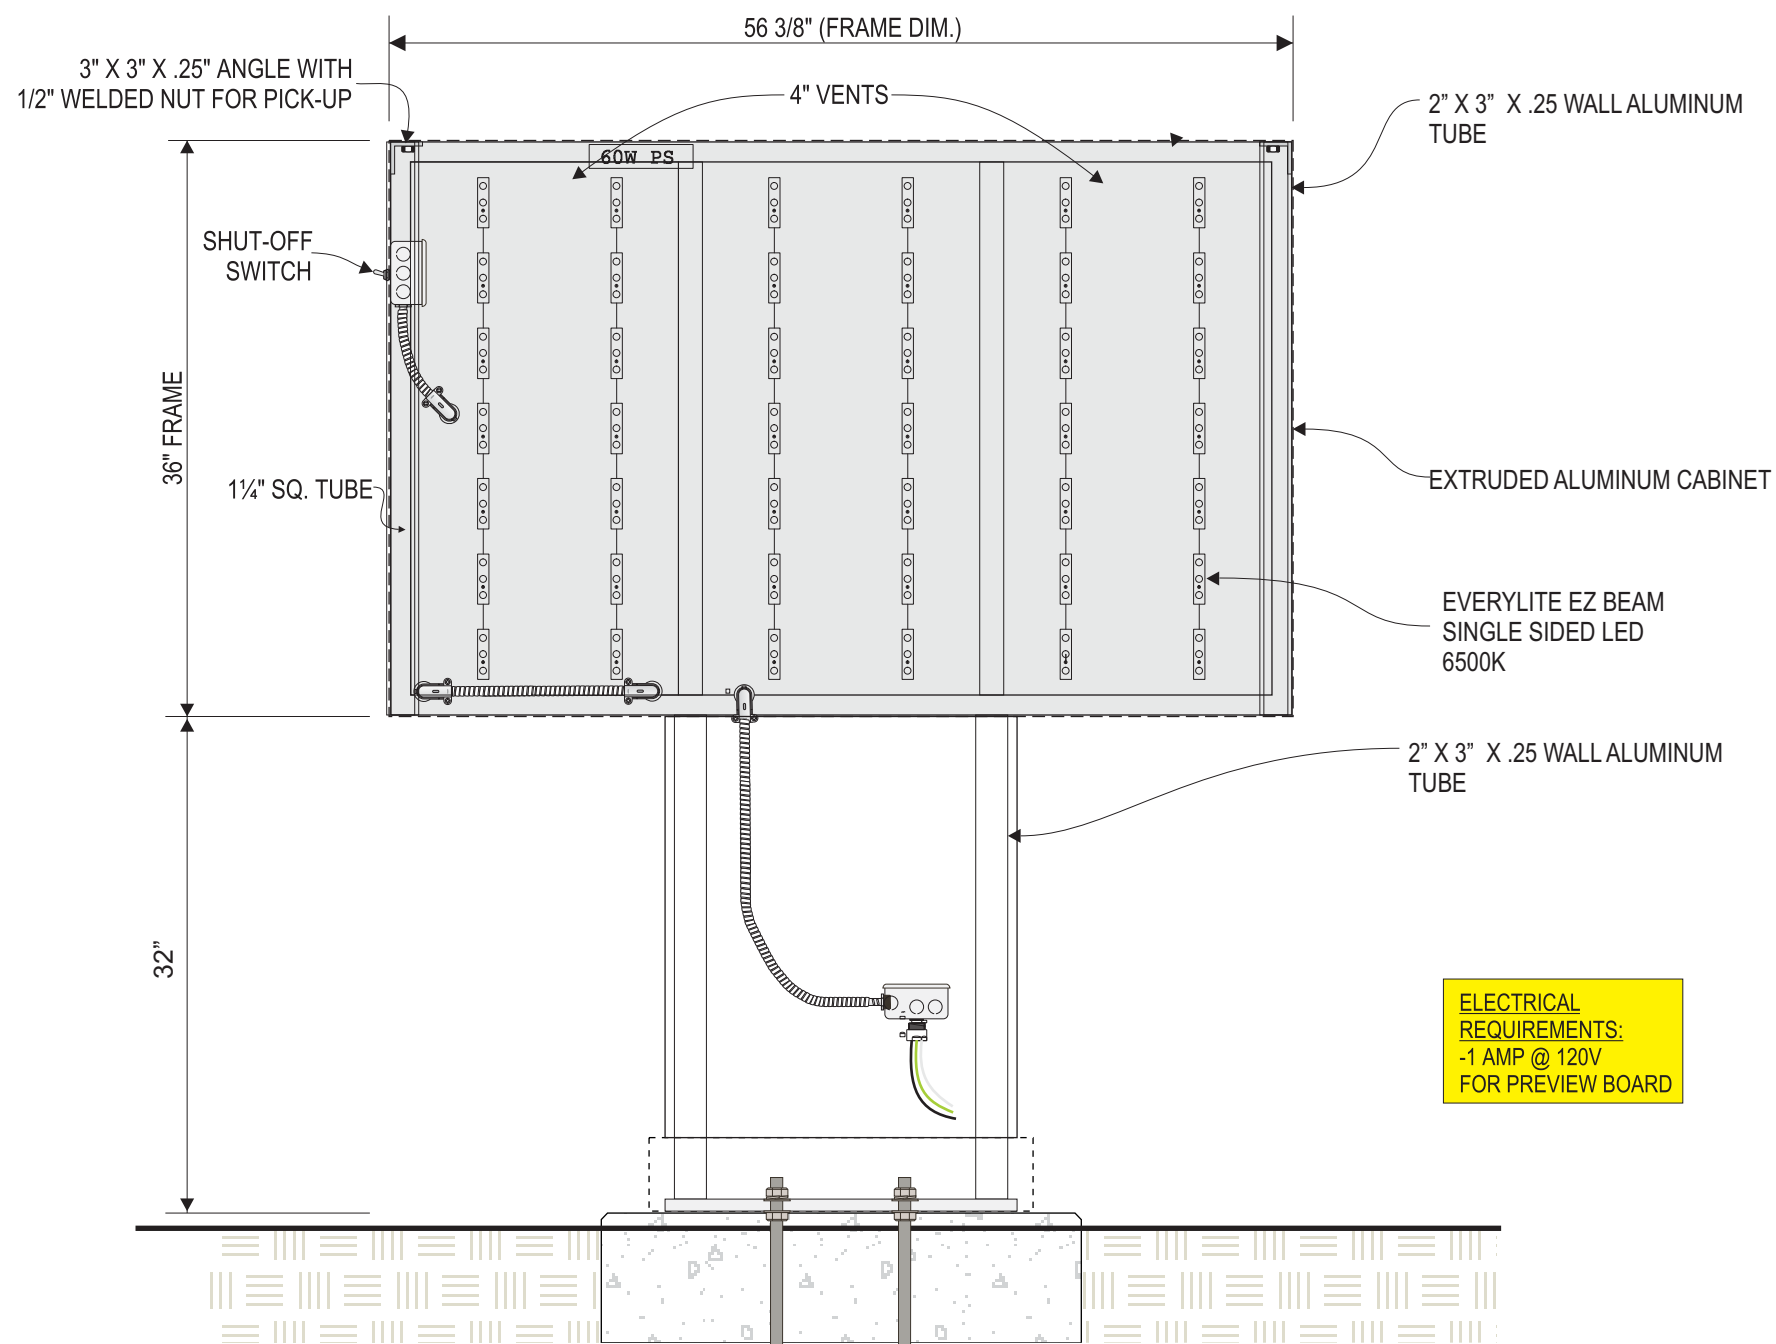 56 3/8" (FRAME DIM.)
3" X 3" X .25" ANGLE WITH
1/2" WELDED NUT FOR PICK-UP
4" VENTS
2” X 3”  X .25 WALL ALUMINUM
TUBE
60W PS
SHUT-OFF
SWITCH
36" FRAME
1¼" SQ. TUBE
EXTRUDED ALUMINUM CABINET
EVERYLITE EZ BEAM
SINGLE SIDED LED
6500K
2” X 3”  X .25 WALL ALUMINUM
TUBE
32”
ELECTRICAL
REQUIREMENTS:
-1 AMP @ 120V
FOR PREVIEW BOARD